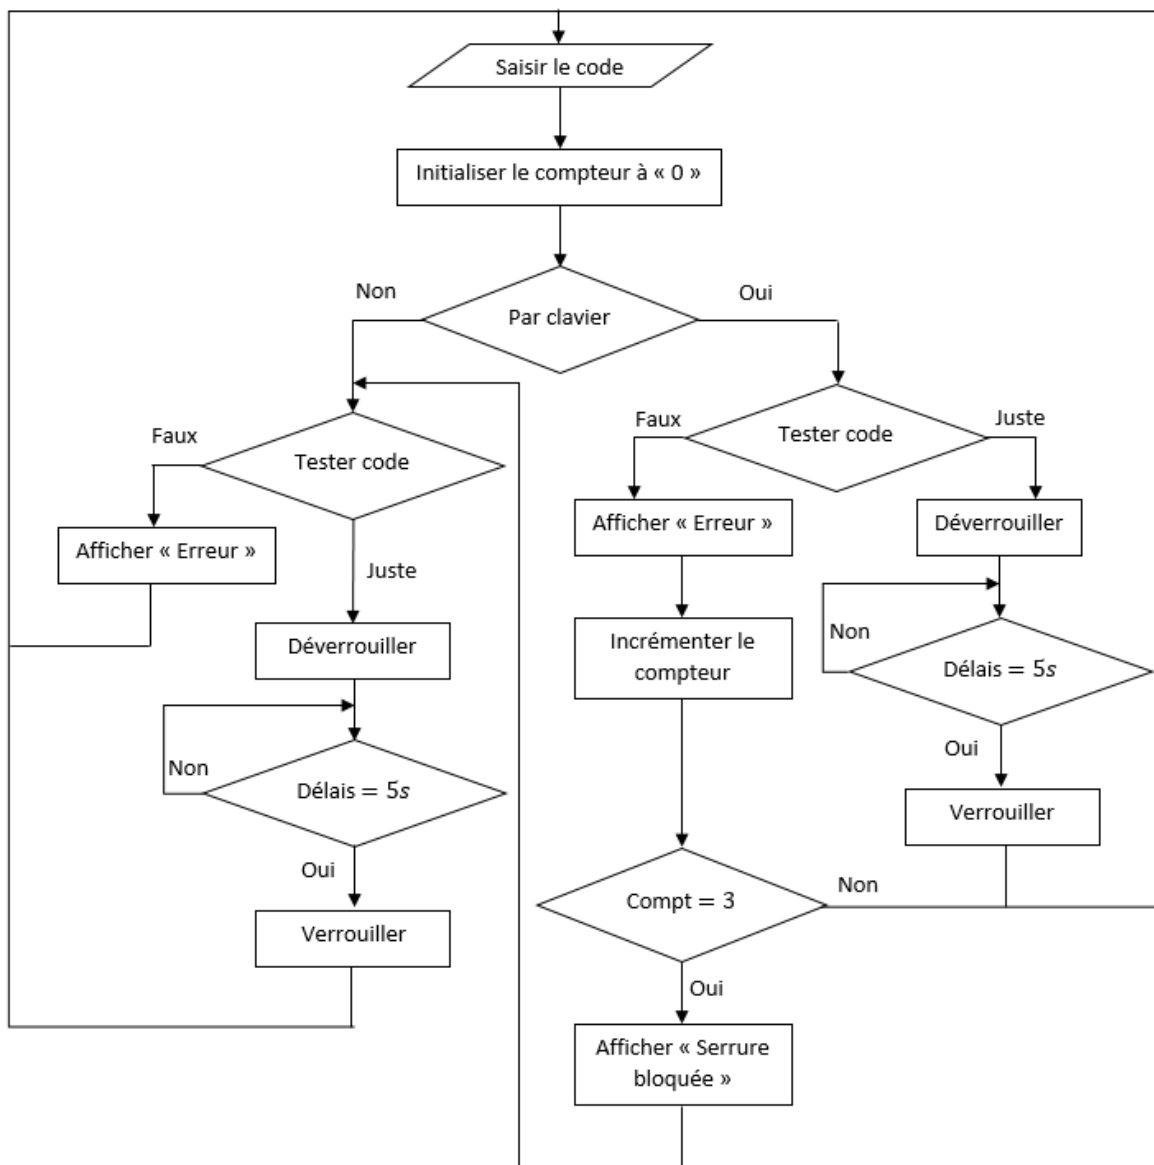 Saisir le code
Initialiser le compteur à « 0 »
Non
Oui
Par clavier
Faux
Tester code
Faux
Juste
Tester code
Afficher « Erreur »
Juste
Afficher « Erreur »
Déverrouiller
Déverrouiller
Incrémenter le
compteur
Non
Délais = 5s
Non
Délais = 5s
Oui
Verrouiller
Oui
Verrouiller
Compt = 3
Non
Oui
Afficher « Serrure
bloquée »